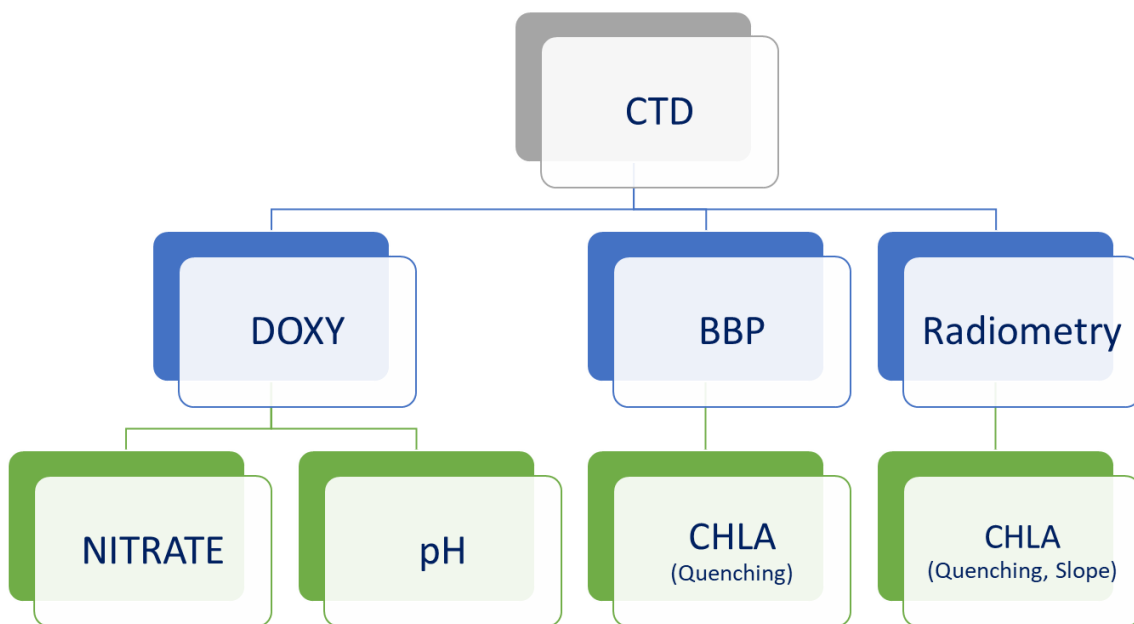 CTD
DOXY
BBP
Radiometry
NITRATE
pH
CHLA
(Quenching)
CHLA
(Quenching, Slope)